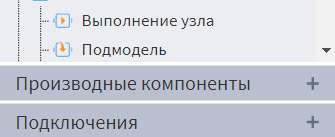 Выполнение узла
Подмодель
Производные компоненты +
Подключения +